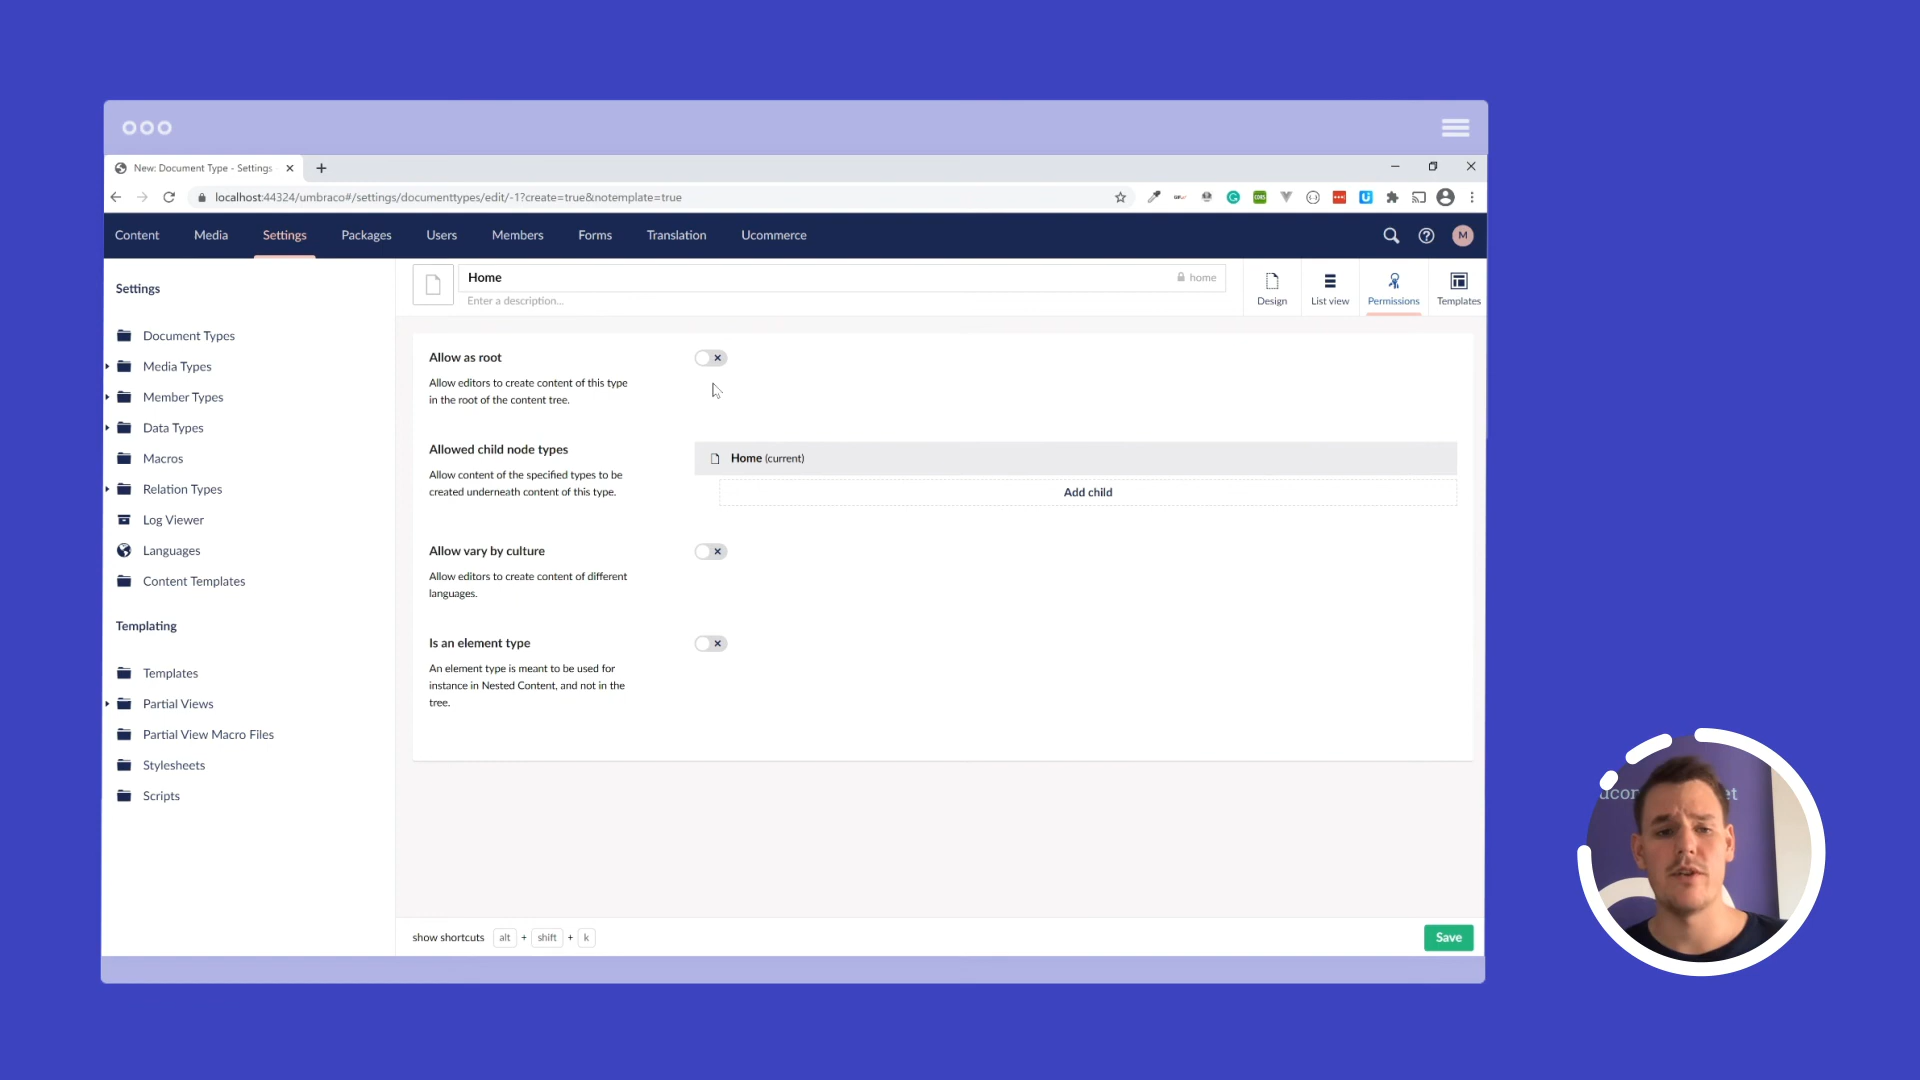 New: Document Type - Settings
localhost:44324/umbraco#/settings/documenttypes/edit/-1?create=true&notemplate=true
Content Media Settings Packages Users Members Forms Translation Ucommerce
M
Settings
Document Types
Media Types
Member Types
Data Types
Macros
Relation Types
Log Viewer
Languages
Content Templates
Templating
Templates
Partial Views
Partial View Macro Files
Stylesheets
Scripts
Home
home
Enter a description...
Design
List view
Permissions
Templates
Allow as root
Allow editors to create content of this type
in the root of the content tree.
Allowed child node types
Allow content of the specified types to be
created underneath content of this type.
Home (current)
Add child
Allow vary by culture
Allow editors to create content of different
languages.
Is an element type
An element type is meant to be used for
instance in Nested Content, and not in the
tree.
show shortcuts alt + shift + k
Save